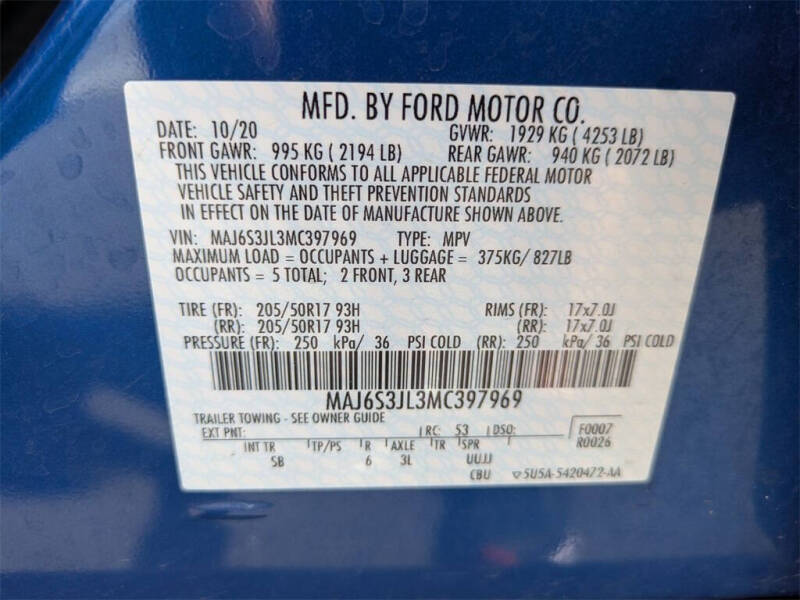 MFD. BY FORD MOTOR CO.
DATE: 10/20 GVWR: 1929 KG ( 4253 LB)
FRONT GAWR: 995 KG ( 2194 LB) REAR GAWR: 940 KG ( 2072 LB)
THIS VEHICLE CONFORMS TO ALL APPLICABLE FEDERAL MOTOR
VEHICLE SAFETY AND THEFT PREVENTION STANDARDS
IN EFFECT ON THE DATE OF MANUFACTURE SHOWN ABOVE.
VIN: MAJ6S3JL3MC397969 TYPE: MPV
MAXIMUM LOAD = OCCUPANTS + LUGGAGE = 375KG/ 827LB
OCCUPANTS = 5 TOTAL; 2 FRONT, 3 REAR
TIRE (FR): 205/50R17 93H RIMS (FR): 17x7.0J
(RR): 205/50R17 93H (RR): 17x7.0J
PRESSURE (FR): 250 kPa/ 36 PSI COLD (RR): 250 kPa/ 36 PSI COLD
MAJ6S3JL3MC397969
TRAILER TOWING - SEE OWNER GUIDE
EXT PNT: RC: 53 DSO: F0007
R0026
INT TR TP/PS R AXLE TR SPR
SB 6 3L UUJJ
CBU 5U5A-5420472-AA